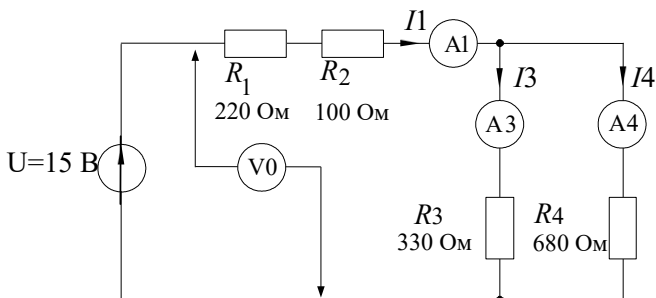 I1
A1
R1
R2
220 Ом
100 Ом
I3
I4
A3
A4
U=15 В
V0
R3
R4
330 Ом
680 Ом